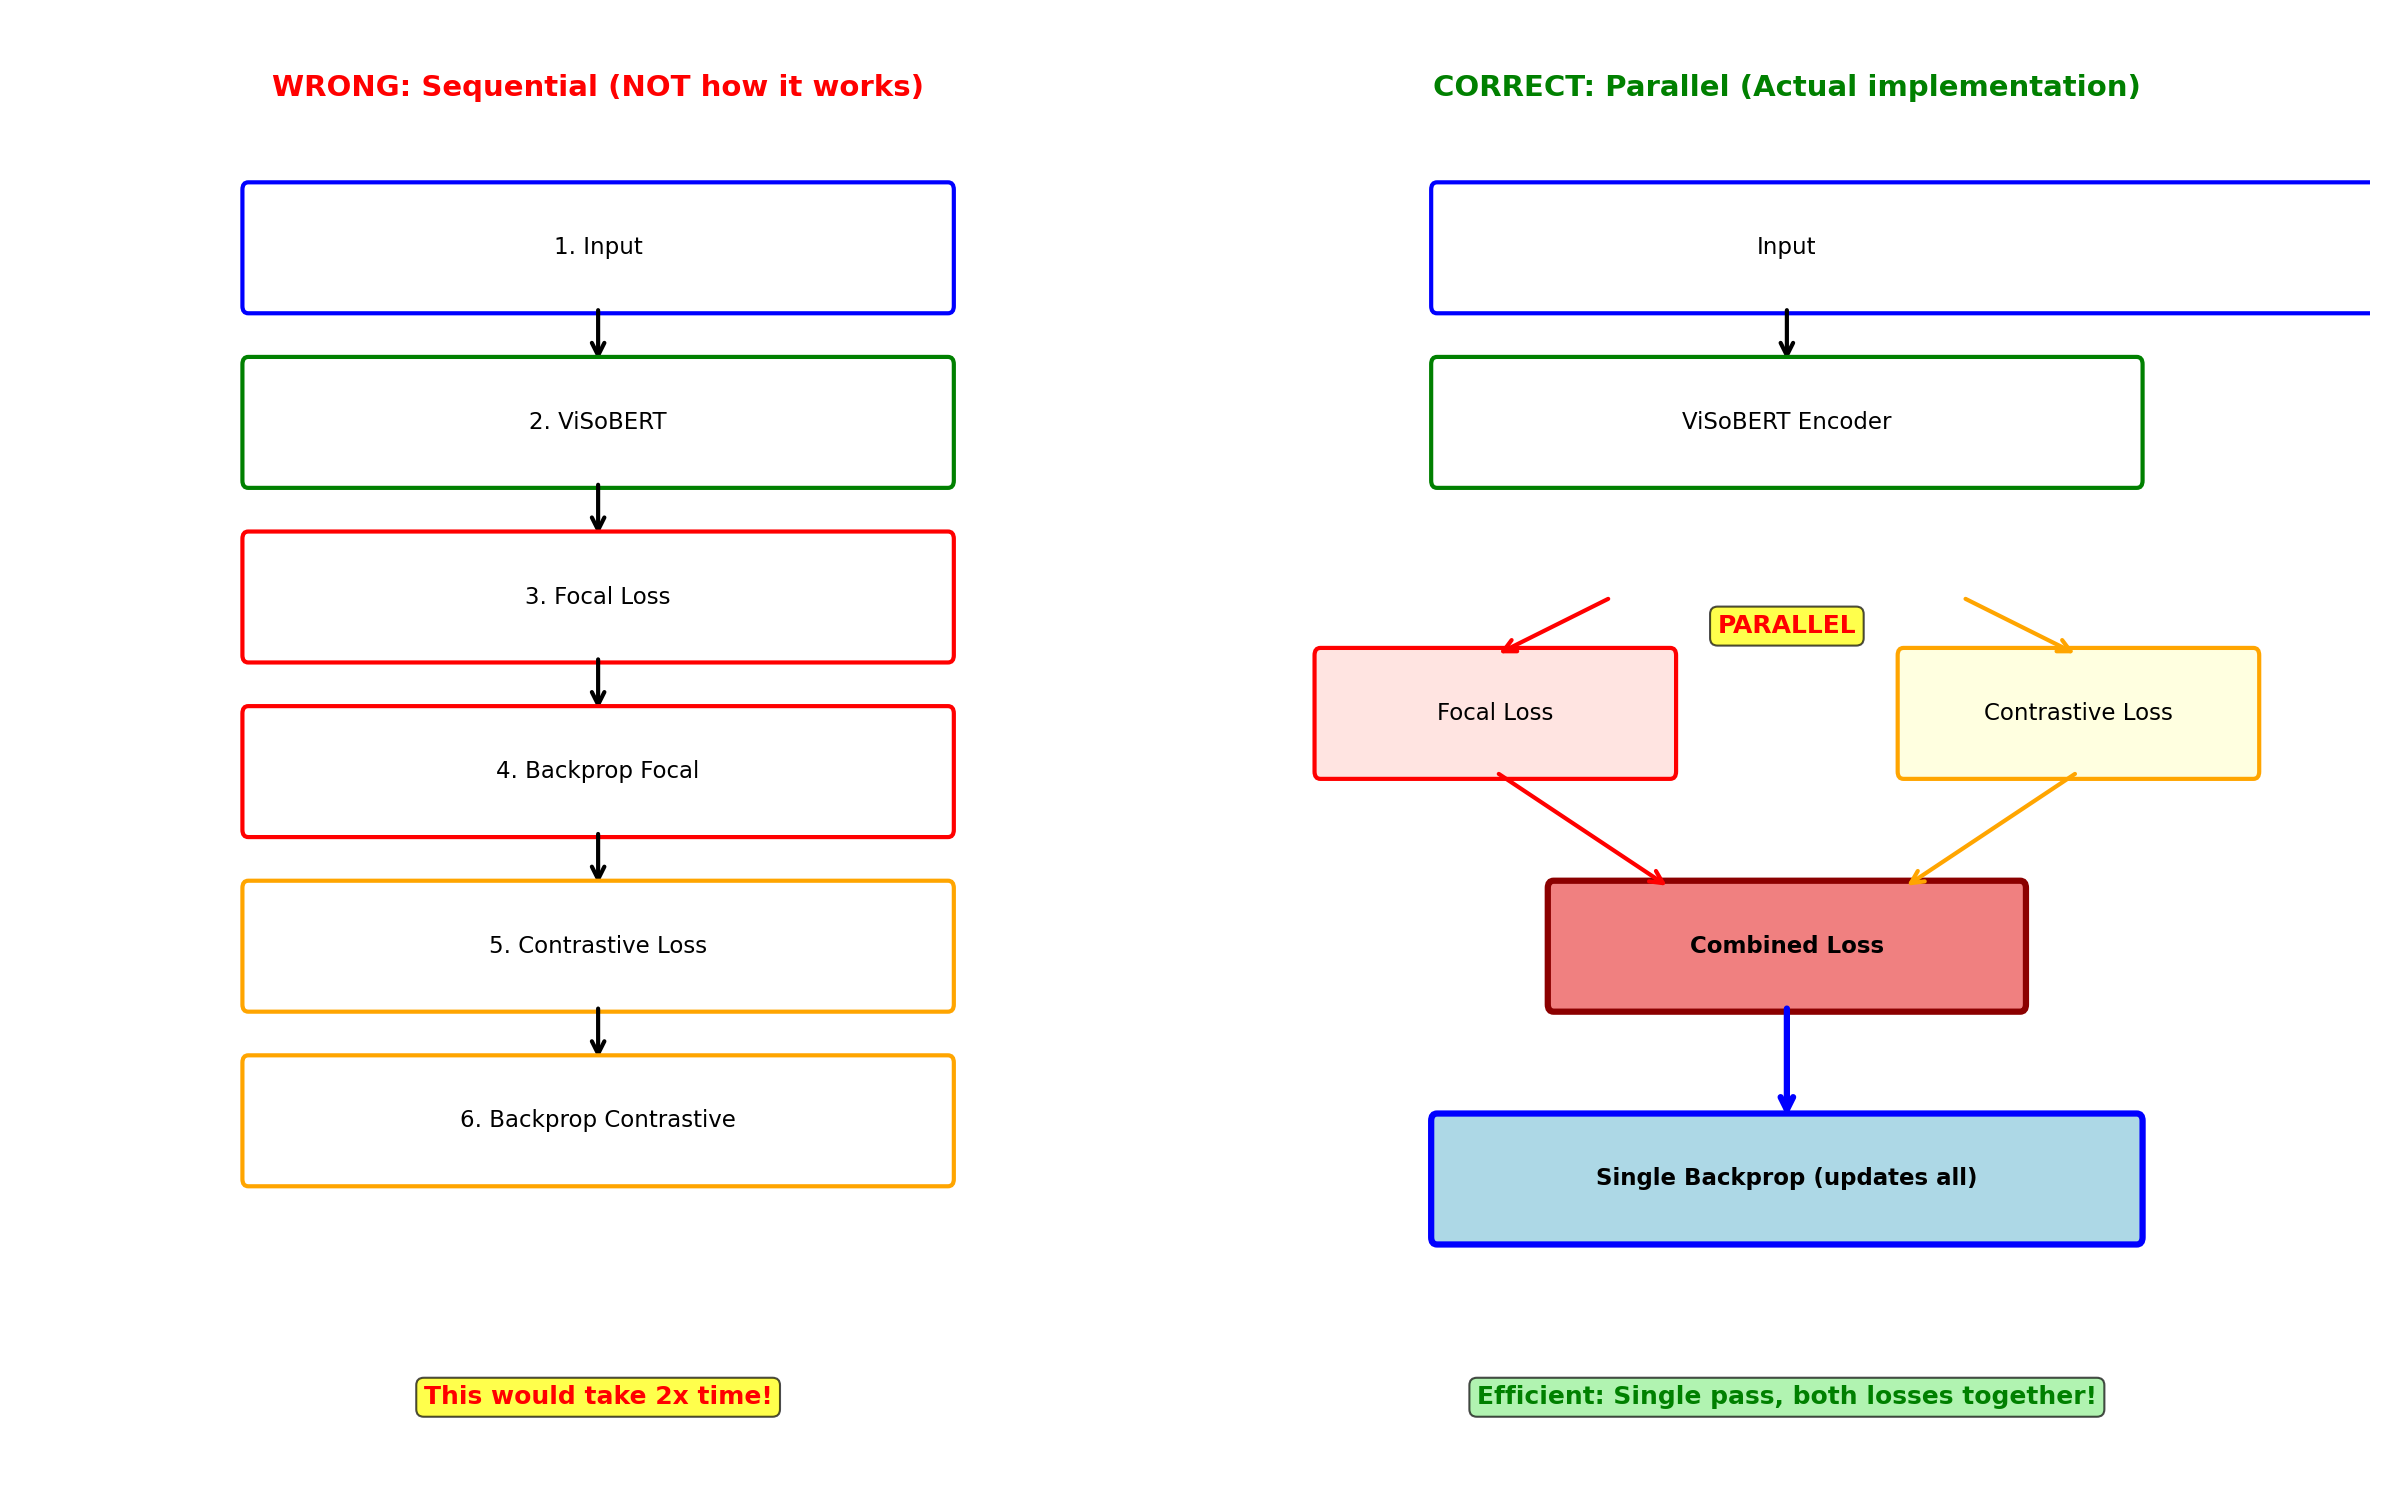 WRONG: Sequential (NOT how it works)
1. Input
2. ViSoBERT
3. Focal Loss
4. Backprop Focal
5. Contrastive Loss
6. Backprop Contrastive
This would take 2x time!
CORRECT: Parallel (Actual implementation)
Input
ViSoBERT Encoder
PARALLEL
Focal Loss
Contrastive Loss
Combined Loss
Single Backprop (updates all)
Efficient: Single pass, both losses together!